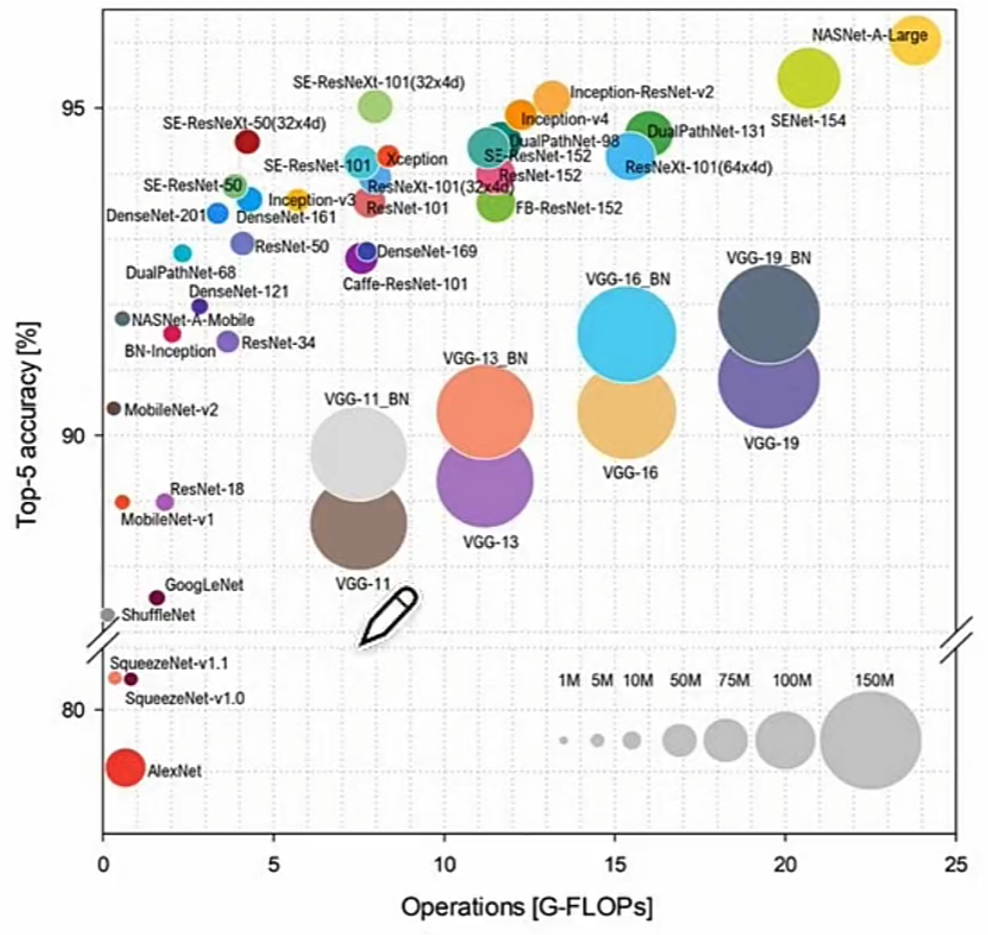 NASNet-A-Large
SE-ResNeXt-101(32x4d)
Inception-ResNet-v2
95
SENet-154
SE-ResNeXt-50(32x4d)
Inception-v4
DualPathNet-98
DualPathNet-131
SE-ResNet-152
SE-ResNet-101
Xception
ResNeXt-101(64x4d)
ResNet-152
SE-ResNet-50
ResNeXt-101(32x4d)
Inception-v3
ResNet-101
FB-ResNet-152
DenseNet-201
DenseNet-161
ResNet-50
DenseNet-169
VGG-19_BN
DualPathNet-68
Caffe-ResNet-101
VGG-16_BN
DenseNet-121
NASNet-A-Mobile
BN-Inception
ResNet-34
VGG-13_BN
VGG-11_BN
MobileNet-v2
90
VGG-19
VGG-16
ResNet-18
MobileNet-v1
VGG-13
GoogLeNet
VGG-11
ShuffleNet
SqueezeNet-v1.1
SqueezeNet-v1.0
1M 5M 10M 50M 75M 100M 150M
80
AlexNet
0 5 10 15 20 25
Operations [G-FLOPs]
Top-5 accuracy [%]